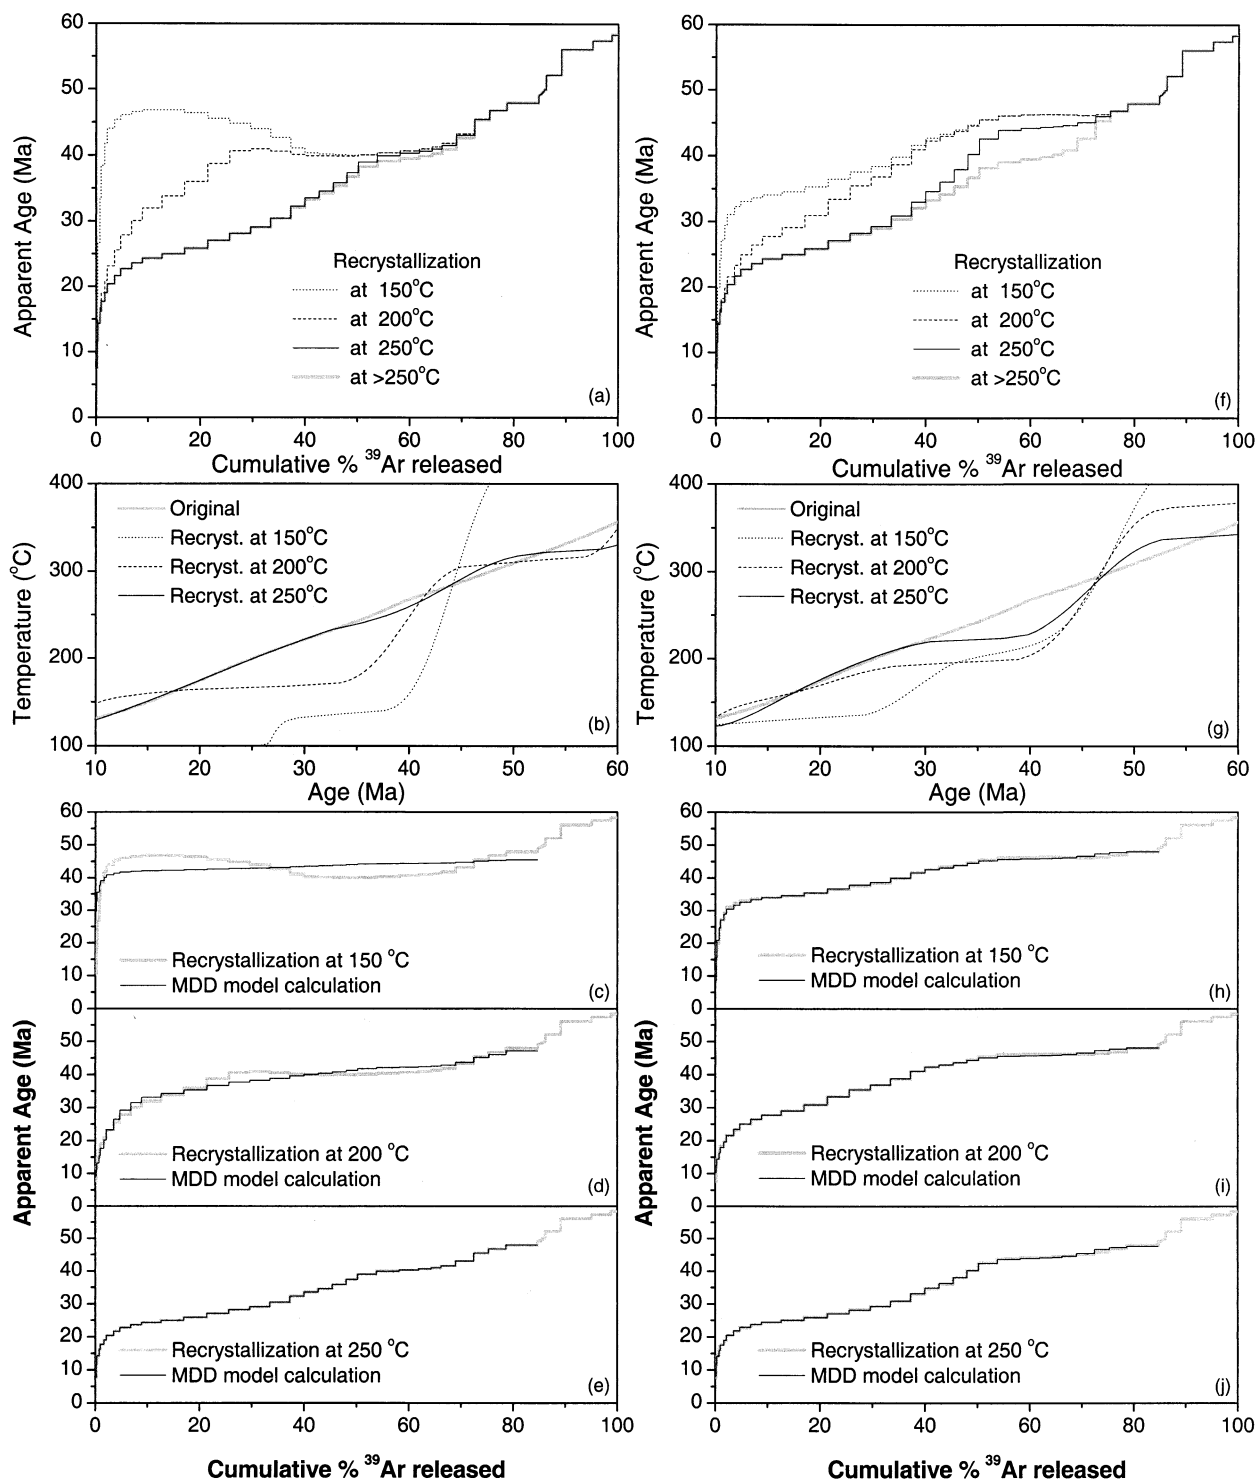 60
50
40
30
20
10
0
Apparent Age (Ma)
Recrystallization
at 150°C
at 200°C
at 250°C
at >250°C
(a)
0 20 40 60 80 100
Cumulative % ³⁹Ar released
60
50
40
30
20
10
0
Apparent Age (Ma)
Recrystallization
at 150°C
at 200°C
at 250°C
at >250°C
(f)
0 20 40 60 80 100
Cumulative % ³⁹Ar released
400
300
200
100
Temperature (°C)
Original
Recryst. at 150°C
Recryst. at 200°C
Recryst. at 250°C
(b)
10 20 30 40 50 60
Age (Ma)
400
300
200
100
Temperature (°C)
Original
Recryst. at 150°C
Recryst. at 200°C
Recryst. at 250°C
(g)
10 20 30 40 50 60
Age (Ma)
60
50
40
30
20
10
0
Recrystallization at 150 °C
MDD model calculation
(c)
50
40
30
20
10
0
Apparent Age (Ma)
Recrystallization at 200 °C
MDD model calculation
(d)
50
40
30
20
10
0
Recrystallization at 250 °C
MDD model calculation
(e)
0 20 40 60 80 100
Cumulative % ³⁹Ar released
60
50
40
30
20
10
0
Recrystallization at 150 °C
MDD model calculation
(h)
50
40
30
20
10
0
Apparent Age (Ma)
Recrystallization at 200 °C
MDD model calculation
(i)
50
40
30
20
10
0
Recrystallization at 250 °C
MDD model calculation
(j)
0 20 40 60 80 100
Cumulative % ³⁹Ar released